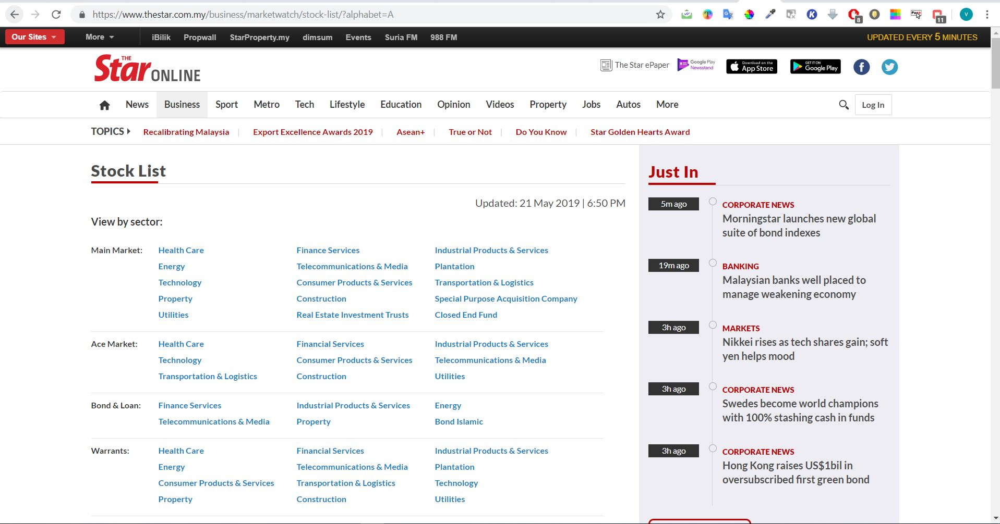 https://www.thestar.com.my/business/marketwatch/stock-list/?alphabet=A
8
11
V
Our Sites
More
iBilik
Propwall
StarProperty.my
dimsum
Events
Suria FM
988 FM
UPDATED EVERY 5 MINUTES
THE Star ONLINE
The Star ePaper
Google Play Newsstand
Download on the App Store
GET IT ON Google Play
News
Business
Sport
Metro
Tech
Lifestyle
Education
Opinion
Videos
Property
Jobs
Autos
More
Log In
TOPICS
Recalibrating Malaysia
Export Excellence Awards 2019
Asean+
True or Not
Do You Know
Star Golden Hearts Award
Stock List
Updated: 21 May 2019 | 6:50 PM
View by sector:
Main Market:
Health Care
Finance Services
Industrial Products & Services
Energy
Telecommunications & Media
Plantation
Technology
Consumer Products & Services
Transportation & Logistics
Property
Construction
Special Purpose Acquisition Company
Utilities
Real Estate Investment Trusts
Closed End Fund
Ace Market:
Health Care
Financial Services
Industrial Products & Services
Technology
Consumer Products & Services
Telecommunications & Media
Transportation & Logistics
Construction
Utilities
Bond & Loan:
Finance Services
Industrial Products & Services
Energy
Telecommunications & Media
Property
Bond Islamic
Warrants:
Health Care
Financial Services
Industrial Products & Services
Energy
Telecommunications & Media
Plantation
Consumer Products & Services
Transportation & Logistics
Technology
Property
Construction
Utilities
Just In
5m ago
CORPORATE NEWS
Morningstar launches new global
suite of bond indexes
19m ago
BANKING
Malaysian banks well placed to
manage weakening economy
3h ago
MARKETS
Nikkei rises as tech shares gain; soft
yen helps mood
3h ago
CORPORATE NEWS
Swedes become world champions
with 100% stashing cash in funds
3h ago
CORPORATE NEWS
Hong Kong raises US$1bil in
oversubscribed first green bond